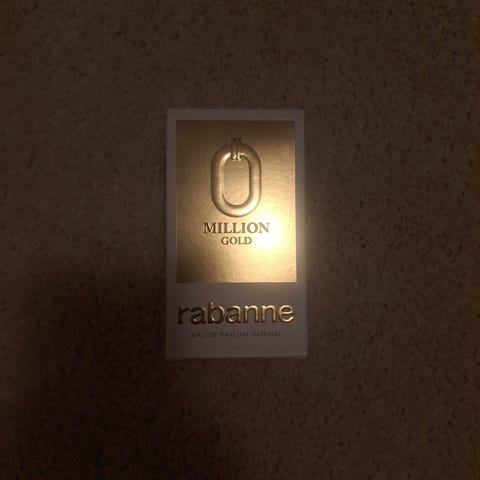 MILLION
GOLD
rabanne
EAU DE PARFUM INTENSE